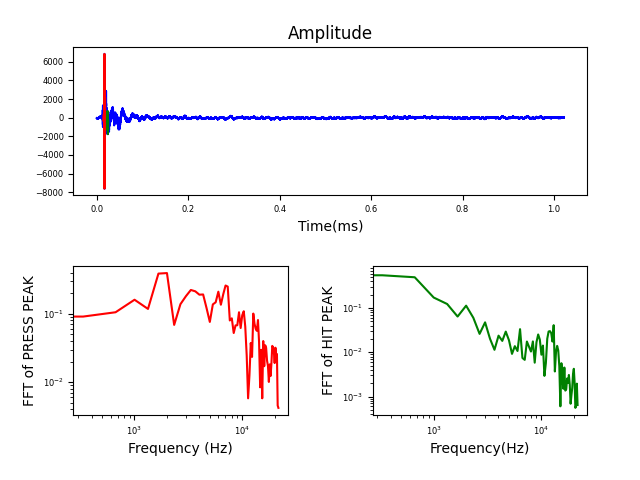 Amplitude
6000
4000
2000
0
−2000
−4000
−6000
−8000
0.0 0.2 0.4 0.6 0.8 1.0
Time(ms)
FFT of PRESS PEAK
10⁻¹
10⁻²
10³ 10⁴
Frequency (Hz)
FFT of HIT PEAK
10⁻¹
10⁻²
10⁻³
10³ 10⁴
Frequency(Hz)